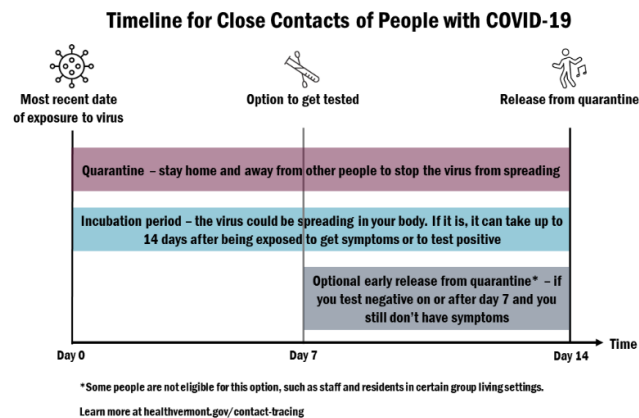 Timeline for Close Contacts of People with COVID-19
Most recent date
of exposure to virus
Option to get tested
Release from quarantine
Quarantine – stay home and away from other people to stop the virus from spreading
Incubation period – the virus could be spreading in your body. If it is, it can take up to
14 days after being exposed to get symptoms or to test positive
Optional early release from quarantine* – if
you test negative on or after day 7 and you
still don't have symptoms
Time
Day 0
Day 7
Day 14
*Some people are not eligible for this option, such as staff and residents in certain group living settings.
Learn more at healthvermont.gov/contact-tracing